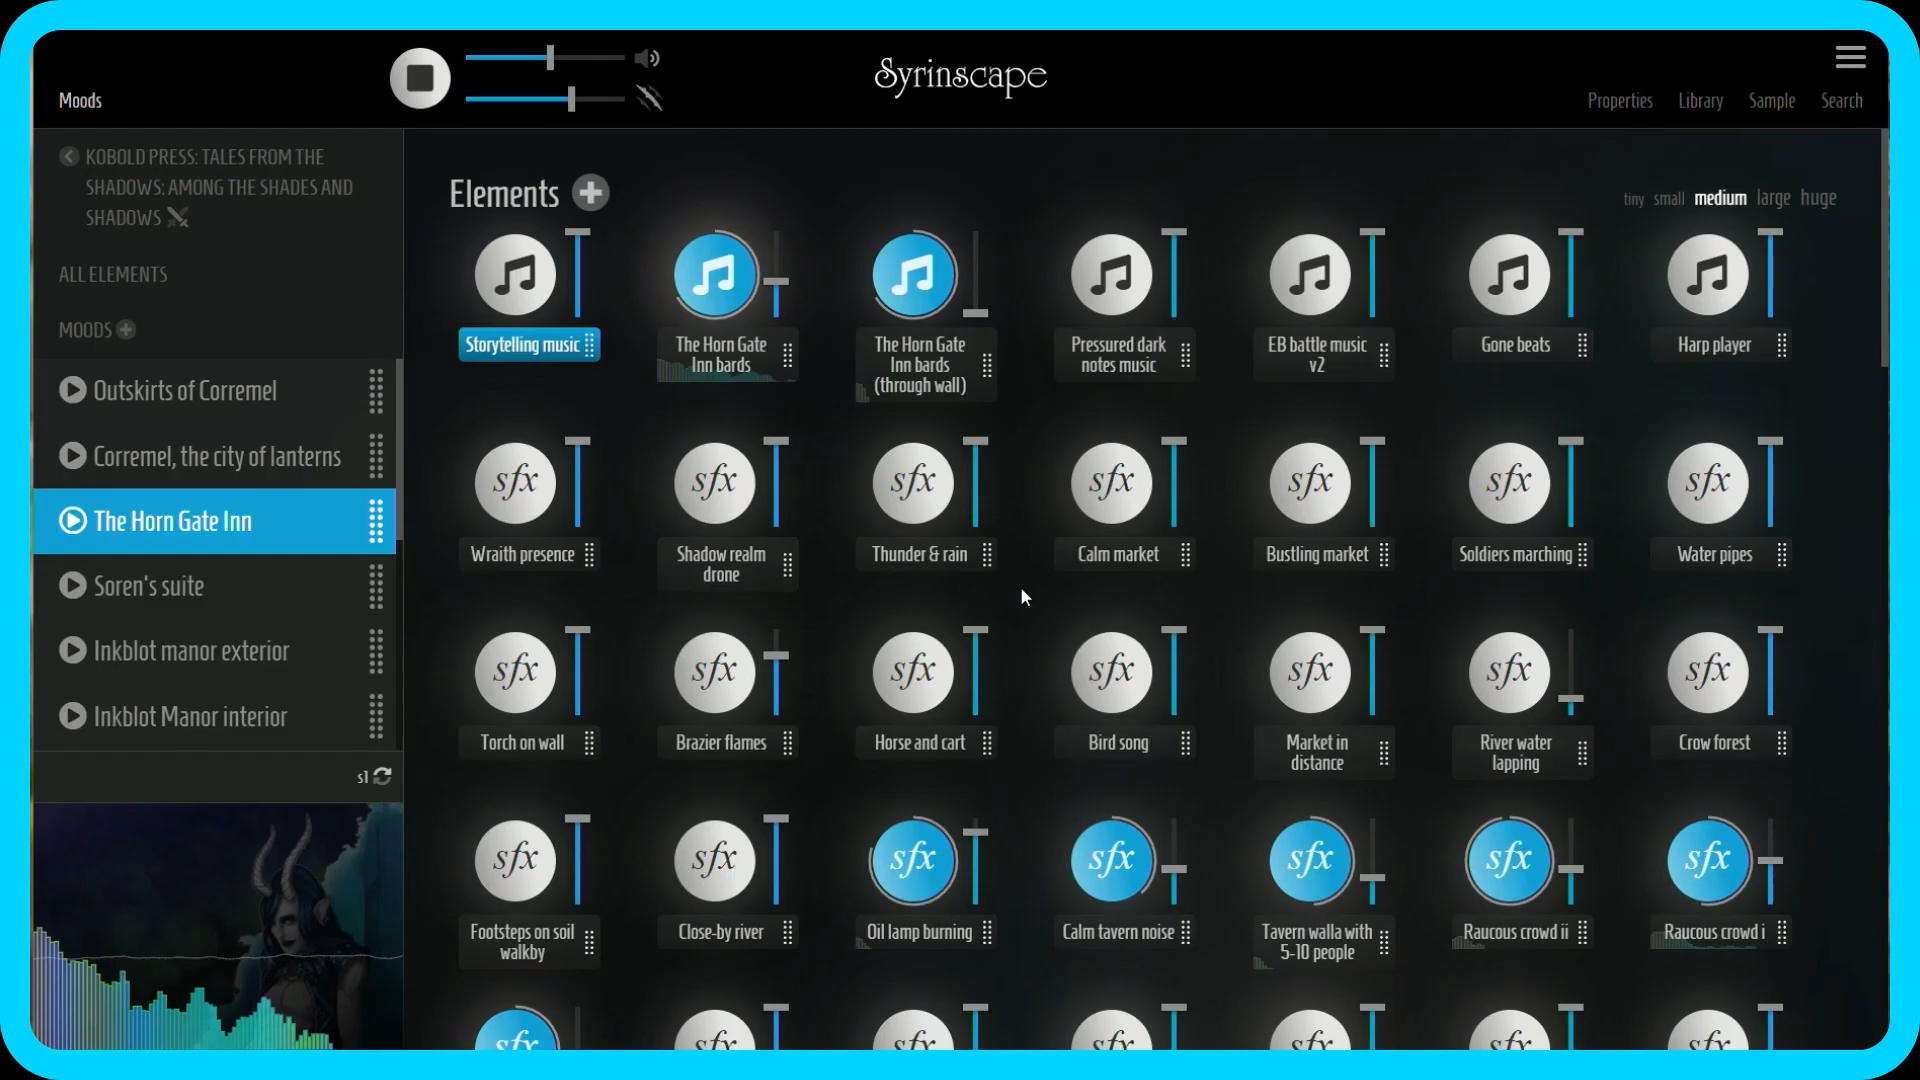 Syrinscape
Moods
Properties
Library
Sample
Search
KOBOLD PRESS: TALES FROM THE
SHADOWS: AMONG THE SHADES AND
SHADOWS
ALL ELEMENTS
MOODS
Outskirts of Corremel
Corremel, the city of lanterns
The Horn Gate Inn
Soren's suite
Inkblot manor exterior
Inkblot Manor interior
s1
Elements
tiny small medium large huge
Storytelling music
The Horn Gate
Inn bards
The Horn Gate
Inn bards
(through wall)
Pressured dark
notes music
EB battle music
v2
Gone beats
Harp player
sfx
Wraith presence
sfx
Shadow realm
drone
sfx
Thunder & rain
sfx
Calm market
sfx
Bustling market
sfx
Soldiers marching
sfx
Water pipes
sfx
Torch on wall
sfx
Brazier flames
sfx
Horse and cart
sfx
Bird song
sfx
Market in
distance
sfx
River water
lapping
sfx
Crow forest
sfx
Footsteps on soil
walkby
sfx
Close-by river
sfx
Oil lamp burning
sfx
Calm tavern noise
sfx
Tavern walla with
5-10 people
sfx
Raucous crowd ii
sfx
Raucous crowd i
sfx
sfx
sfx
sfx
sfx
sfx
sfx